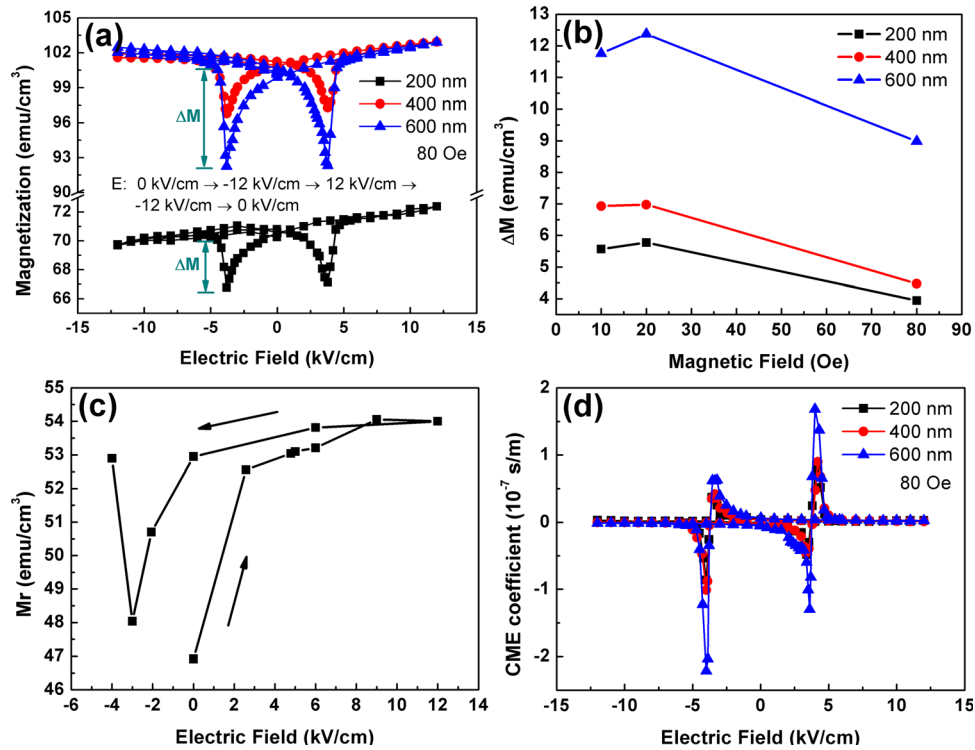 (a)
Magnetization (emu/cm³)
105
102
99
96
93
90
72
70
68
66
ΔM
ΔM
200 nm
400 nm
600 nm
80 Oe
E: 0 kV/cm → -12 kV/cm → 12 kV/cm →
-12 kV/cm → 0 kV/cm
-15 -10 -5 0 5 10 15
Electric Field (kV/cm)
(b)
ΔM (emu/cm³)
13
12
11
10
9
8
7
6
5
4
200 nm
400 nm
600 nm
0 10 20 30 40 50 60 70 80 90
Magnetic Field (Oe)
(c)
Mr (emu/cm³)
55
54
53
52
51
50
49
48
47
46
-6 -4 -2 0 2 4 6 8 10 12 14
Electric Field (kV/cm)
(d)
CME coefficient (10⁻⁷ s/m)
2
1
0
-1
-2
200 nm
400 nm
600 nm
80 Oe
-15 -10 -5 0 5 10 15
Electric Field (kV/cm)